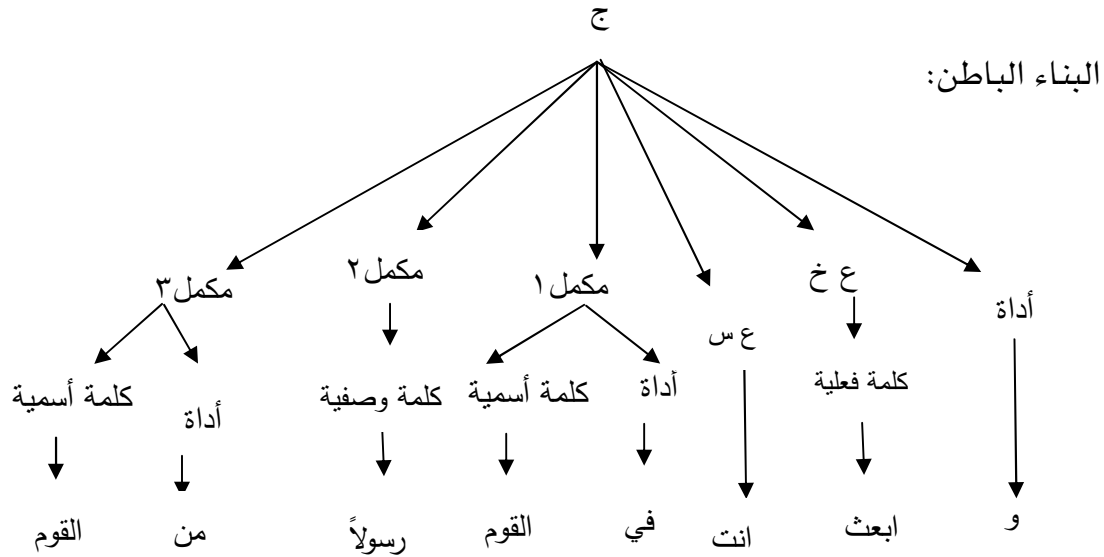 ج
البناء الباطن:
أداة
ع خ
ع س
مكمل١
مكمل٢
مكمل٣
كلمة فعلية
أداة
كلمة أسمية
كلمة وصفية
أداة
كلمة أسمية
و
ابعث
انت
في
القوم
رسولاً
من
القوم